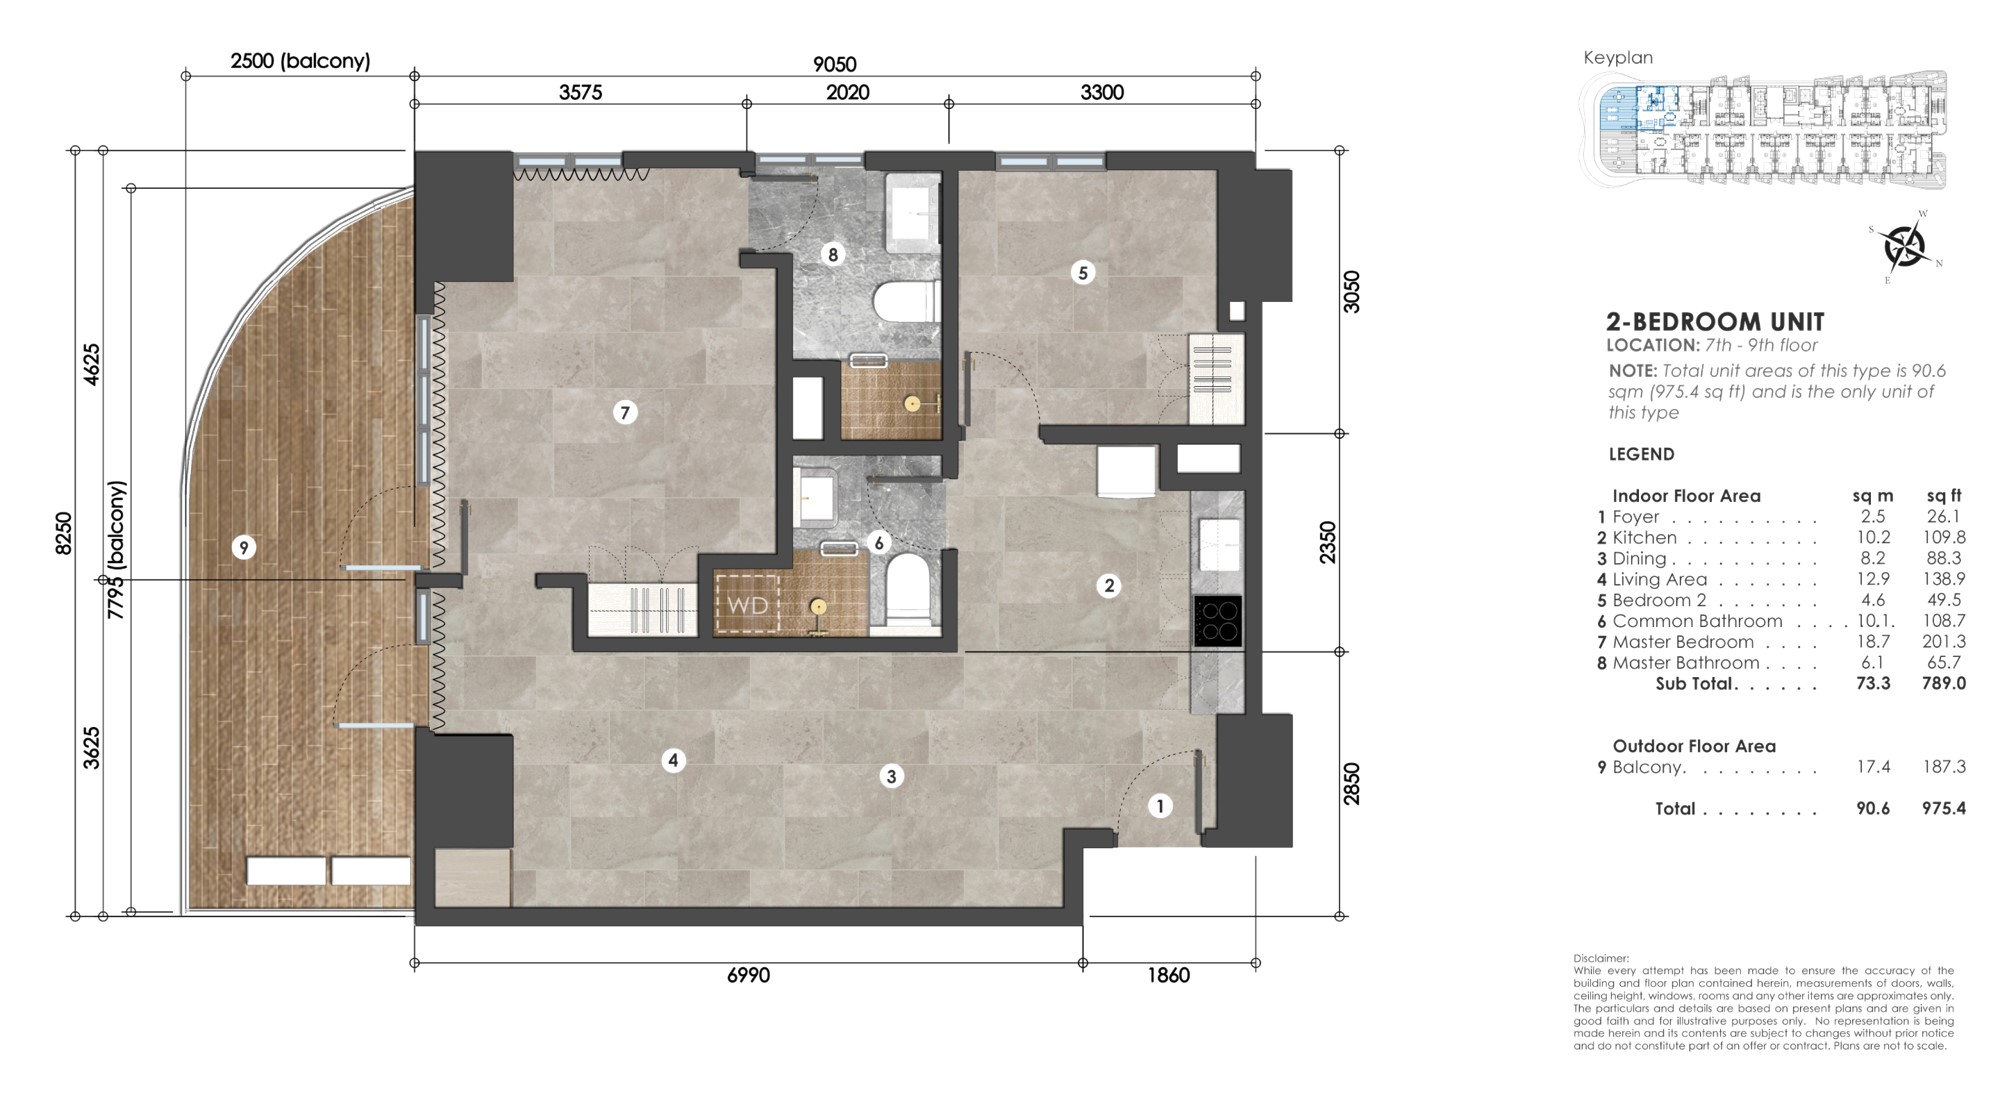 2500 (balcony)
9050
3575
2020
3300
4625
8250
7795 (balcony)
3625
3050
2350
2850
6990
1860
8
5
7
9
6
2
WD
4
3
1
Keyplan
W
S
N
E
2-BEDROOM UNIT
LOCATION: 7th - 9th floor
NOTE: Total unit areas of this type is 90.6
sqm (975.4 sq ft) and is the only unit of
this type
LEGEND
Indoor Floor Area sq m sq ft
1 Foyer . . . . . . . . . . 2.5 26.1
2 Kitchen . . . . . . . . . 10.2 109.8
3 Dining . . . . . . . . . . 8.2 88.3
4 Living Area . . . . . . . 12.9 138.9
5 Bedroom 2 . . . . . . . 4.6 49.5
6 Common Bathroom . . . . 10.1. 108.7
7 Master Bedroom . . . . 18.7 201.3
8 Master Bathroom . . . . 6.1 65.7
Sub Total. . . . . . 73.3 789.0
Outdoor Floor Area
9 Balcony. . . . . . . . . 17.4 187.3
Total . . . . . . . 90.6 975.4
Disclaimer:
While every attempt has been made to ensure the accuracy of the
building and floor plan contained herein, measurements of doors, walls,
ceiling height, windows, rooms and any other items are approximates only.
The particulars and details are based on present plans and are given in
good faith and for illustrative purposes only. No representation is being
made herein and its contents are subject to changes without prior notice
and do not constitute part of an offer or contract. Plans are not to scale.